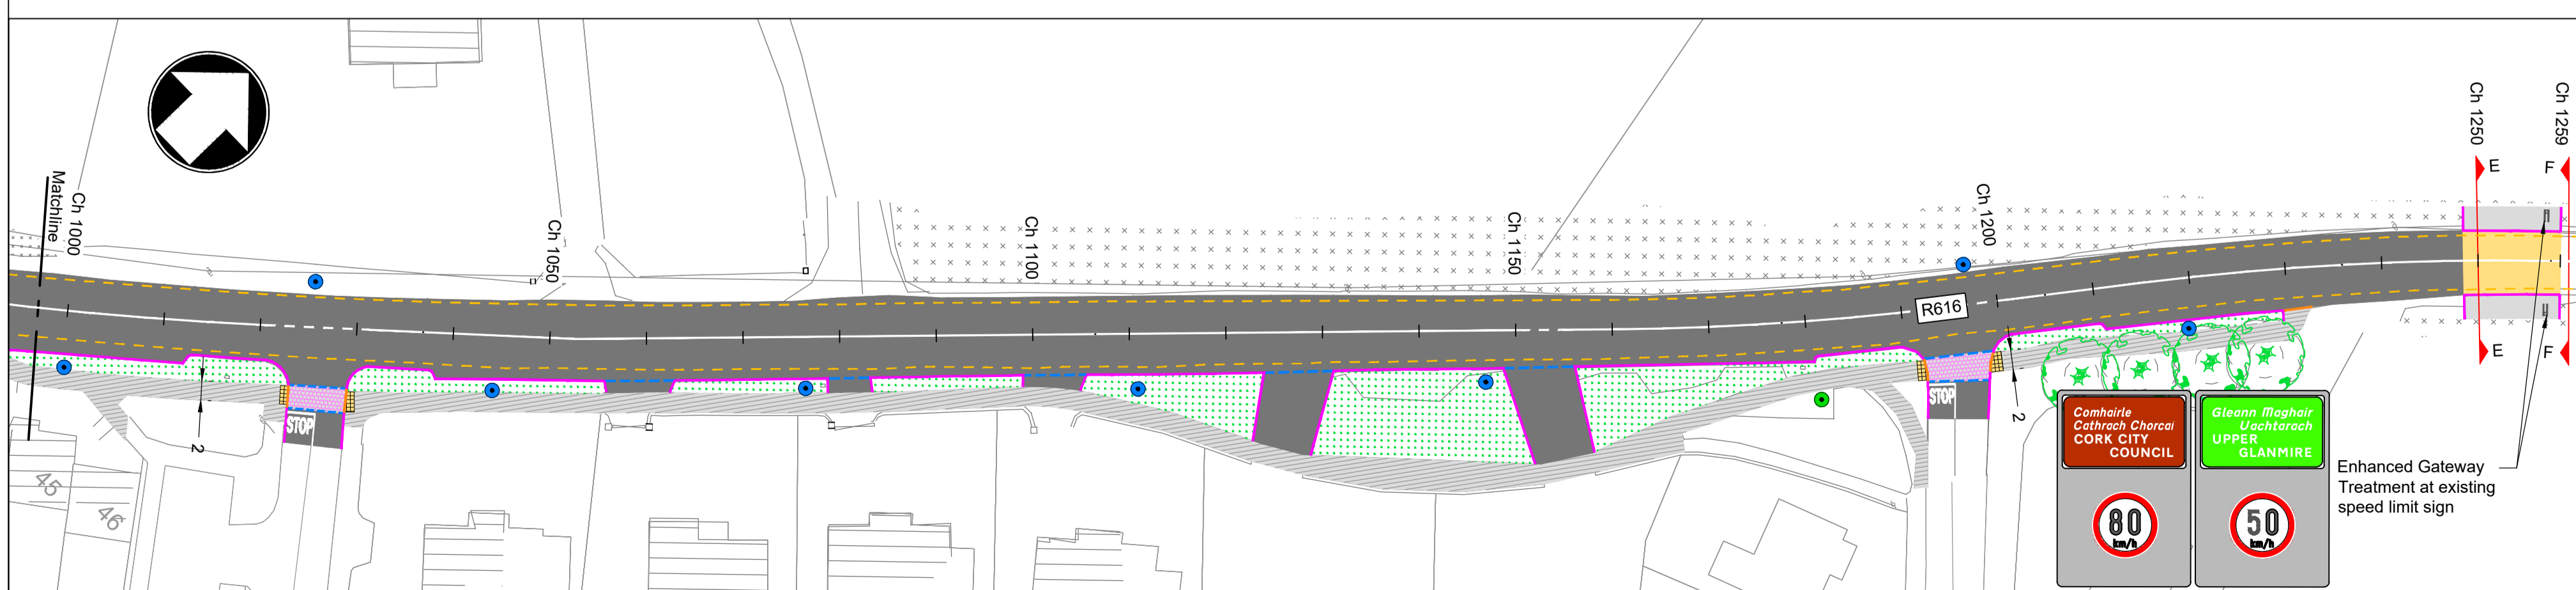 Matchline
Ch 1000
Ch 1050
Ch 1100
Ch 1150
Ch 1200
Ch 1250
Ch 1259
E
F
R616
E
F
2
STOP
STOP
2
45
46
Comhairle
Cathrach Chorcaí
CORK CITY
COUNCIL
80
km/h
Gleann Maghair
Uachtarach
UPPER
GLANMIRE
50
km/h
Enhanced Gateway
Treatment at existing
speed limit sign